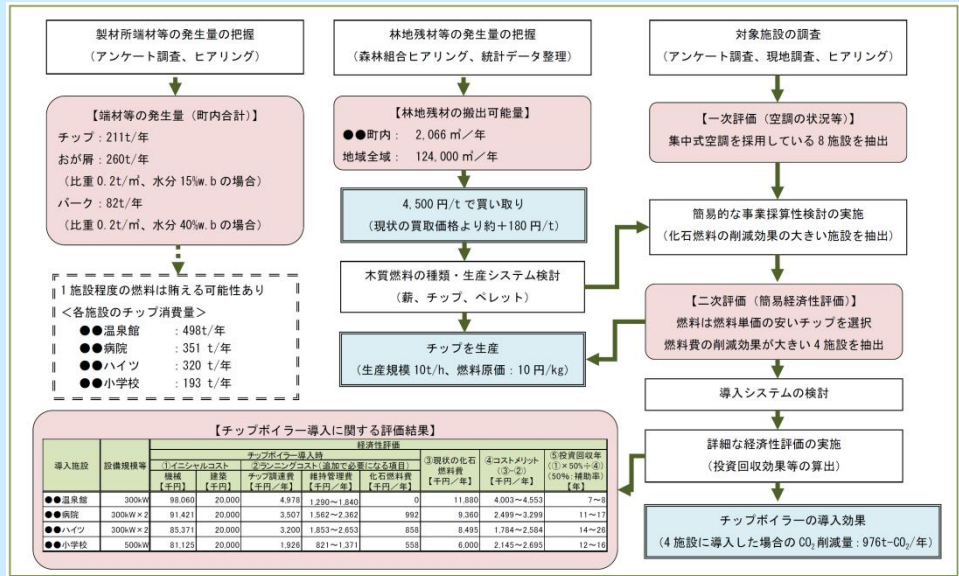 製材所端材等の発生量の把握
（アンケート調査、ヒアリング）
【端材等の発生量（町内合計）】
チップ：211t/年
おが屑：260t/年
（比重0.2t/㎥、水分15%w.bの場合）
バーク：82t/年
（比重0.2t/㎥、水分40%w.bの場合）
1施設程度の燃料は賄える可能性あり
＜各施設のチップ消費量＞
●●温泉館　：498t/年
●●病院　：351 t/年
●●ハイツ　：320 t/年
●●小学校　：193 t/年
林地残材等の発生量の把握
（森林組合ヒアリング、統計データ整理）
【林地残材の搬出可能量】
●●町内：　2,066 ㎥／年
地域全域：　124,000 ㎥／年
4,500円/tで買い取り
（現状の買取価格より約＋180円/t）
木質燃料の種類・生産システム検討
（薪、チップ、ペレット）
チップを生産
（生産規模10t/h、燃料原価：10円/kg）
対象施設の調査
（アンケート調査、現地調査、ヒアリング）
【一次評価（空調の状況等）】
集中式空調を採用している8施設を抽出
簡易的な事業採算性検討の実施
（化石燃料の削減効果の大きい施設を抽出）
【二次評価（簡易経済性評価）】
燃料は燃料単価の安いチップを選択
燃料費の削減効果が大きい4施設を抽出
導入システムの検討
詳細な経済性評価の実施
（投資回収効果等の算出）
チップボイラーの導入効果
（4施設に導入した場合のCO₂削減量：976t-CO₂/年）
【チップボイラー導入に関する評価結果】
経済性評価
チップボイラー導入時
導入施設　設備規模等　①イニシャルコスト　②ランニングコスト（追加で必要になる項目）　③現状の化石燃料費【千円／年】　④コストメリット（③-②）【千円／年】　⑤投資回収年（①×50%÷④）（50%：補助率）【年】
機械【千円】　建築【千円】　チップ調達費【千円／年】　維持管理費【千円／年】　化石燃料費【千円／年】
●●温泉館　300kW　98,060　20,000　4,978　1,290～1,840　0　11,880　4,003～4,553　7～8
●●病院　300kW×2　91,421　20,000　3,507　1,562～2,362　992　9,360　2,499～3,299　11～17
●●ハイツ　300kW×2　85,371　20,000　3,200　1,853～2,653　858　8,495　1,784～2,584　14～26
●●小学校　500kW　81,125　20,000　1,926　821～1,371　558　6,000　2,145～2,695　12～16